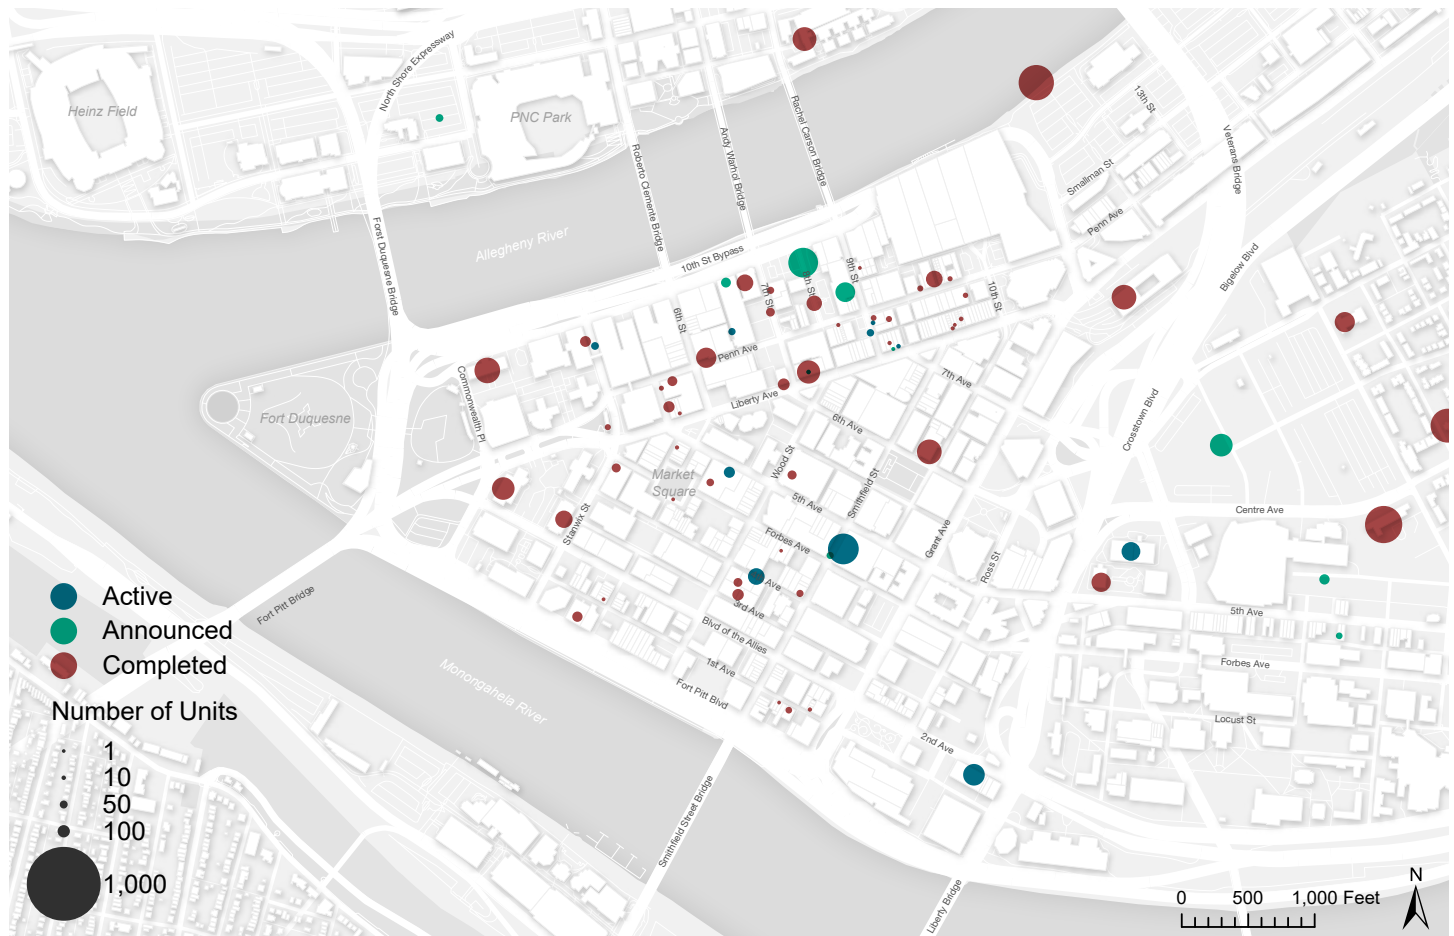 North Shore Expressway
Heinz Field
PNC Park
13th St
Rachel Carson Bridge
Andy Warhol Bridge
Roberto Clemente Bridge
Veterans Bridge
Smallman St
Penn Ave
Forst Duquesne Bridge
Allegheny River
10th St Bypass
Bigelow Blvd
9th St
8th St
7th St
10th St
6th St
Penn Ave
7th Ave
Commonwealth Pl
Liberty Ave
Fort Duquesne
6th Ave
Crosstown Blvd
Wood St
Market
Square
Smithfield St
5th Ave
Centre Ave
Stanwix St
Forbes Ave
Grant Ave
Ross St
Ave
3rd Ave
5th Ave
Fort Pitt Bridge
Blvd of the Allies
1st Ave
Forbes Ave
Fort Pitt Blvd
Monongahela River
Locust St
2nd Ave
Smithfield Street Bridge
Liberty Bridge
Active
Announced
Completed
Number of Units
1
10
50
100
1,000
0 500 1,000 Feet
N